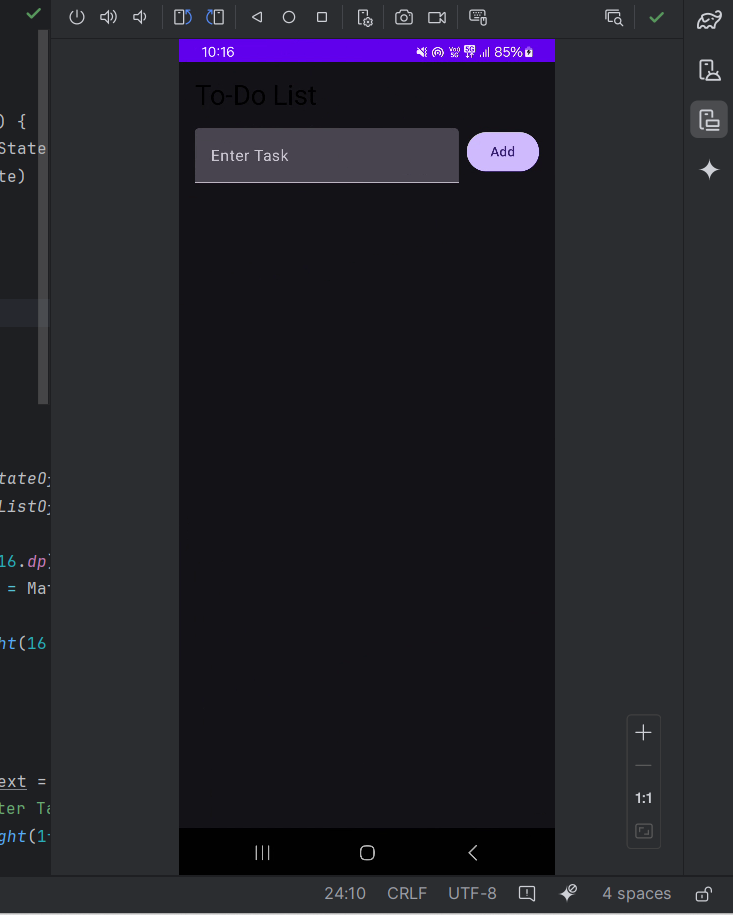 ) {
State
te)
10:16
85%
To-Do List
Enter Task
Add
tateO
ListO
16.dp)
= Mat
ht(16
ext =
ter Ta
ght(1
1:1
24:10 CRLF UTF-8 4 spaces